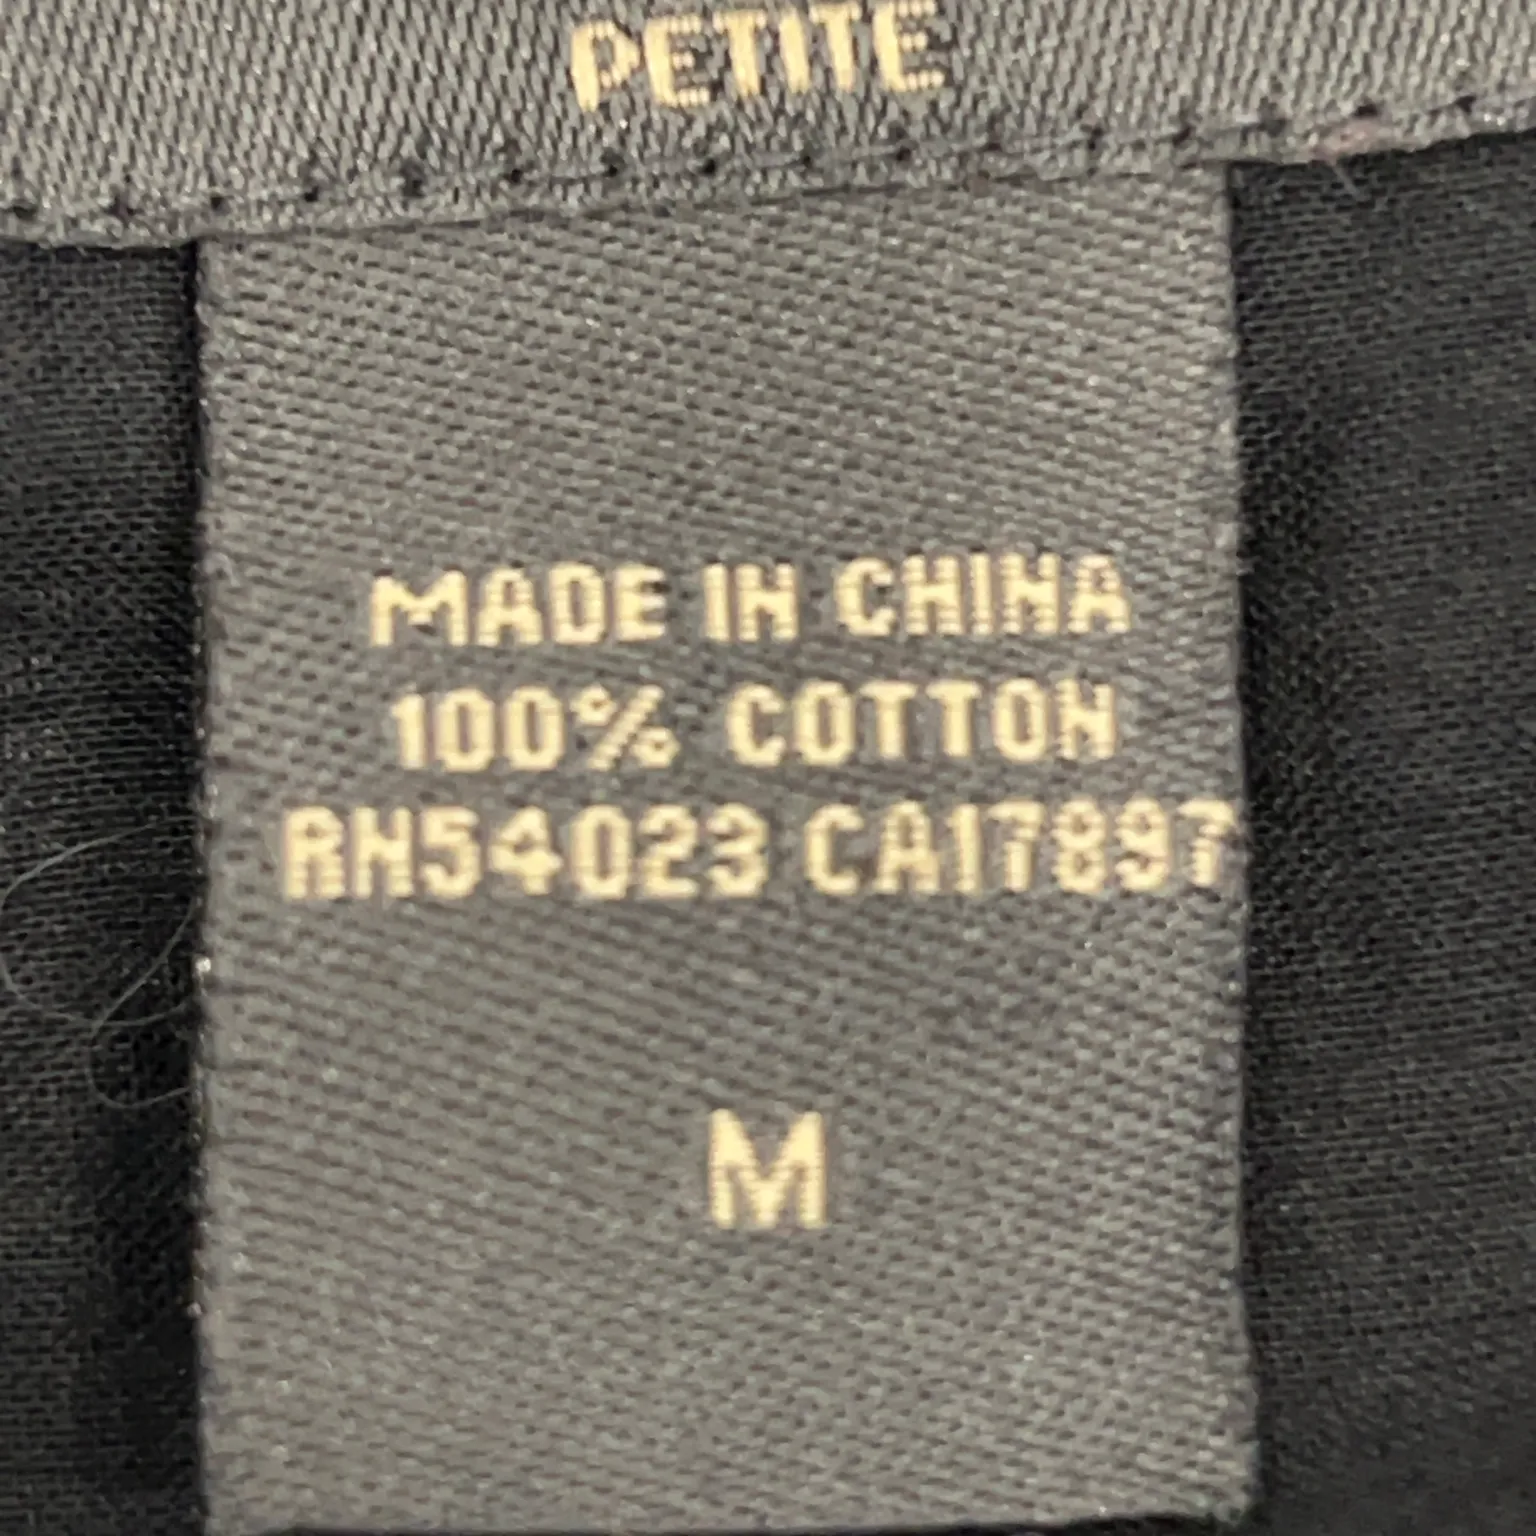 PETITE
MADE IN CHINA
100% COTTON
RN54023 CA17897
M